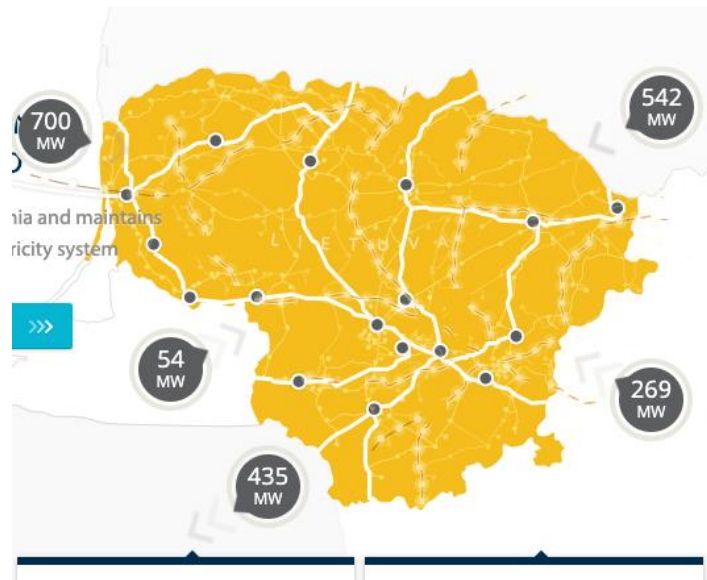 700
MW
542
MW
nia and maintains
ricity system
LIETUVA
54
MW
269
MW
435
MW